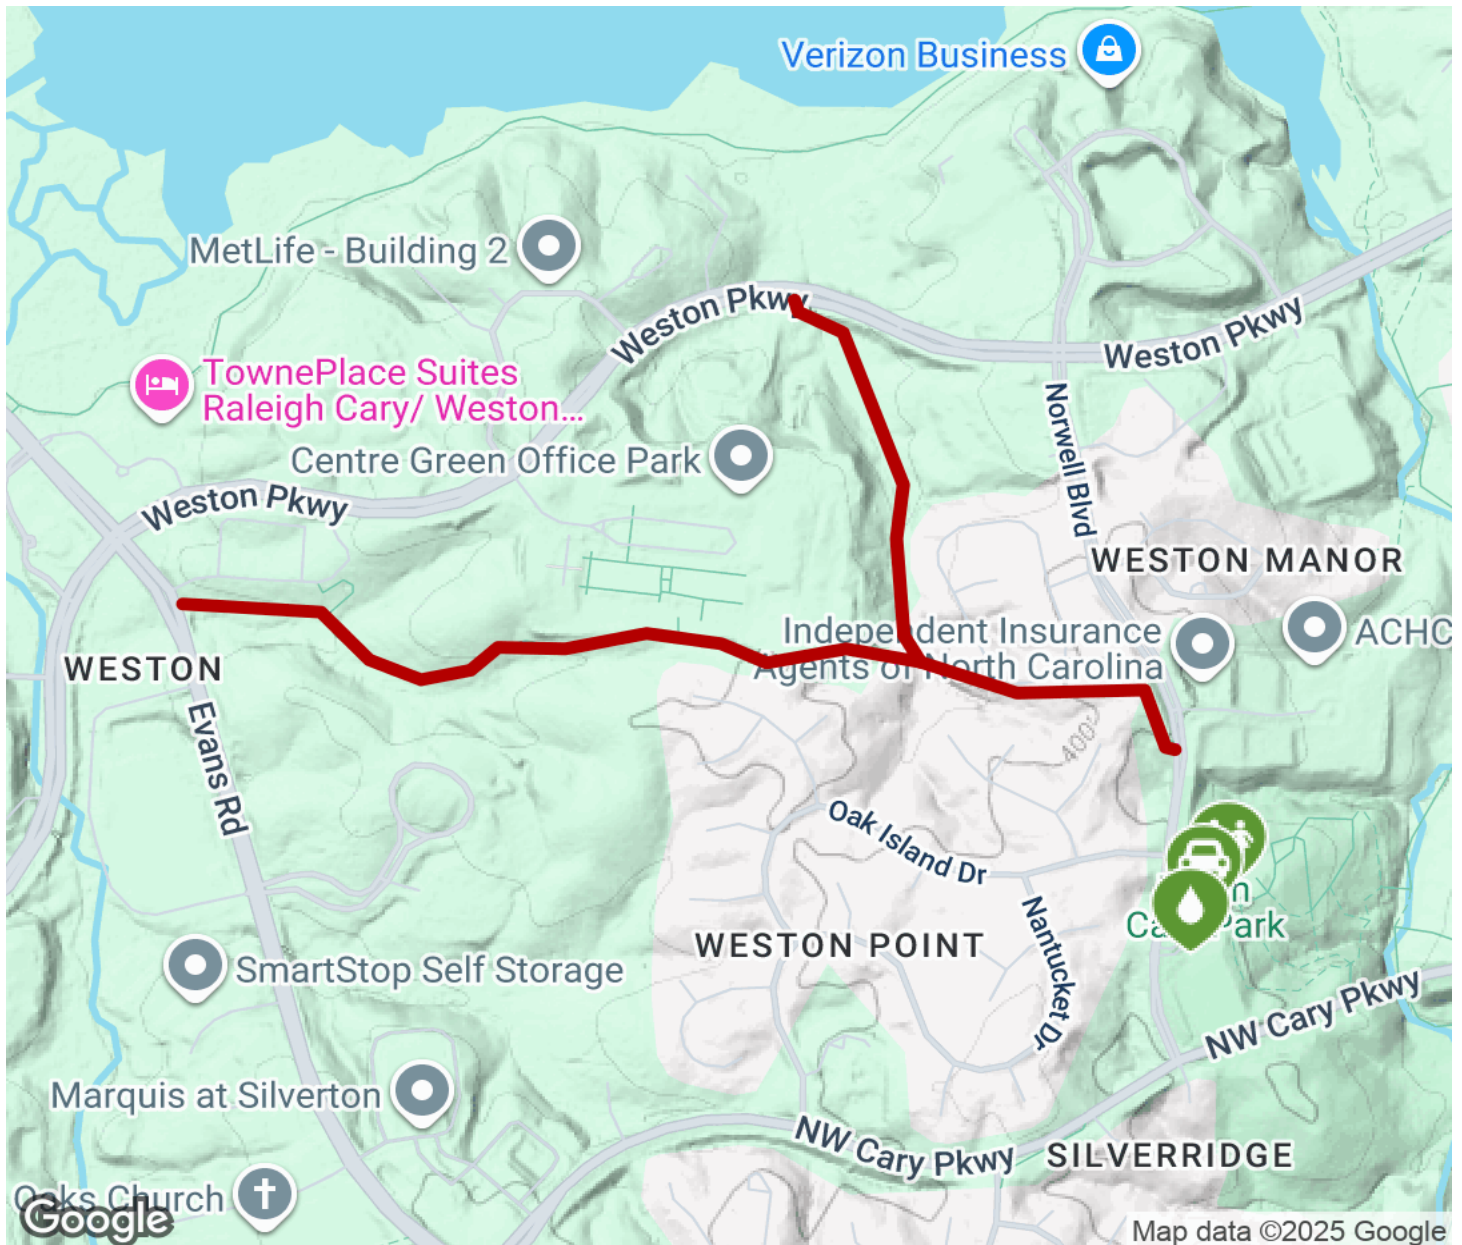 Verizon Business
MetLife - Building 2
Weston Pkwy
Weston Pkwy
TownePlace Suites
Raleigh Cary/ Weston...
Norwell Blvd
Centre Green Office Park
Weston Pkwy
WESTON MANOR
Independent Insurance
Agents of North Carolina
ACHC
WESTON
Evans Rd
400'
Oak Island Dr
Nantucket Dr
Park
WESTON POINT
SmartStop Self Storage
NW Cary Pkwy
Marquis at Silverton
NW Cary Pkwy
SILVERRIDGE
Oaks Church
Google
Map data ©2025 Google